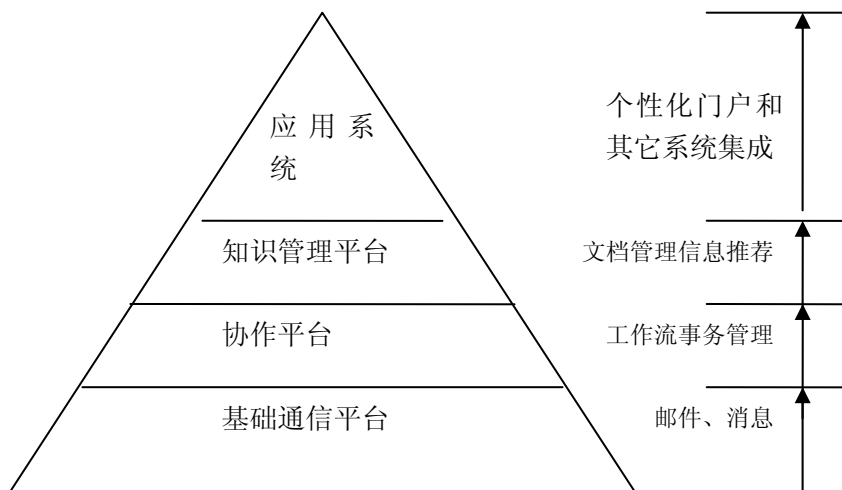 应用系
统
个性化门户和
其它系统集成
知识管理平台
文档管理信息推荐
协作平台
工作流事务管理
基础通信平台
邮件、消息